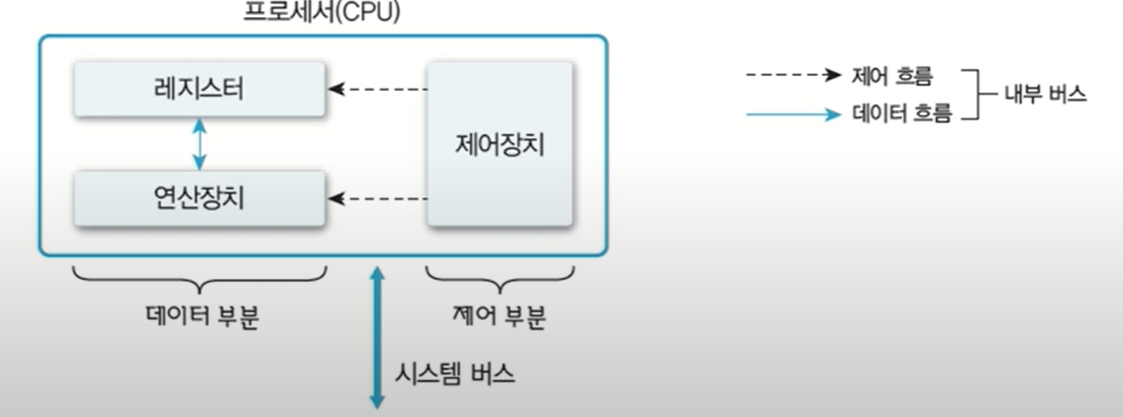 프로세서(CPU)
레지스터
연산장치
제어장치
데이터 부분
제어 부분
시스템 버스
제어 흐름
데이터 흐름
내부 버스